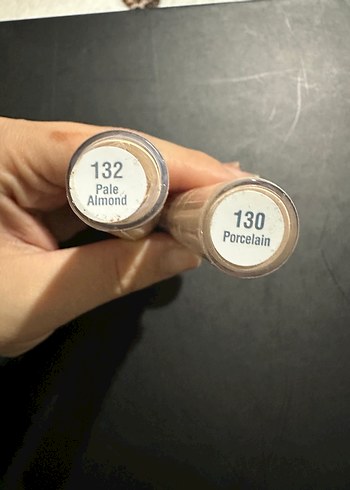 132
Pale
Almond
130
Porcelain